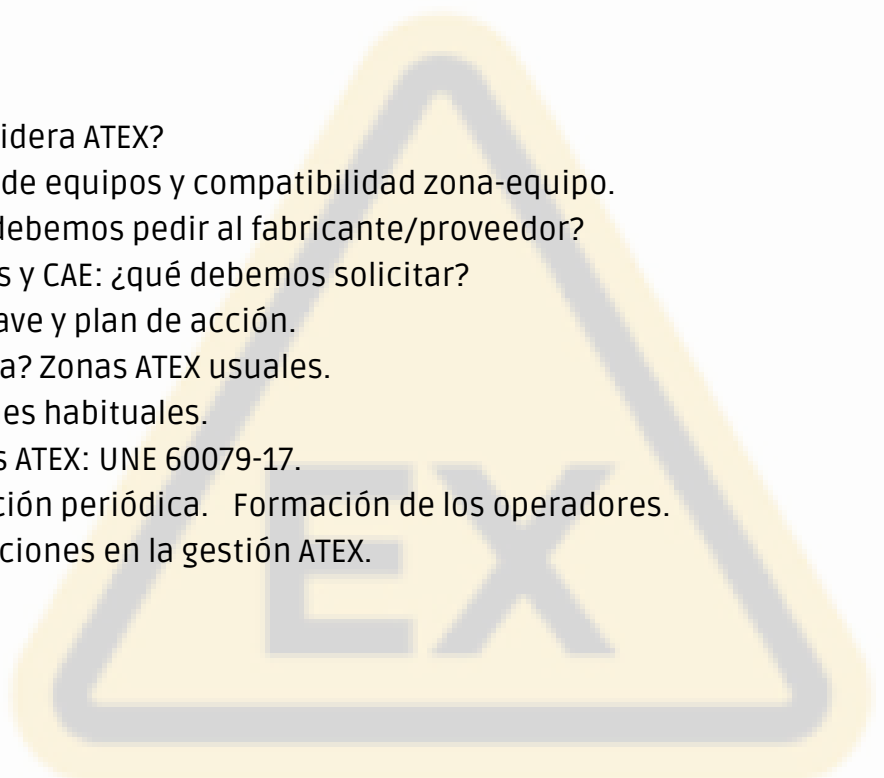 idera ATEX?
de equipos y compatibilidad zona-equipo.
debemos pedir al fabricante/proveedor?
s y CAE: ¿qué debemos solicitar?
ave y plan de acción.
a? Zonas ATEX usuales.
es habituales.
s ATEX: UNE 60079-17.
ción periódica. Formación de los operadores.
ciones en la gestión ATEX.
EX